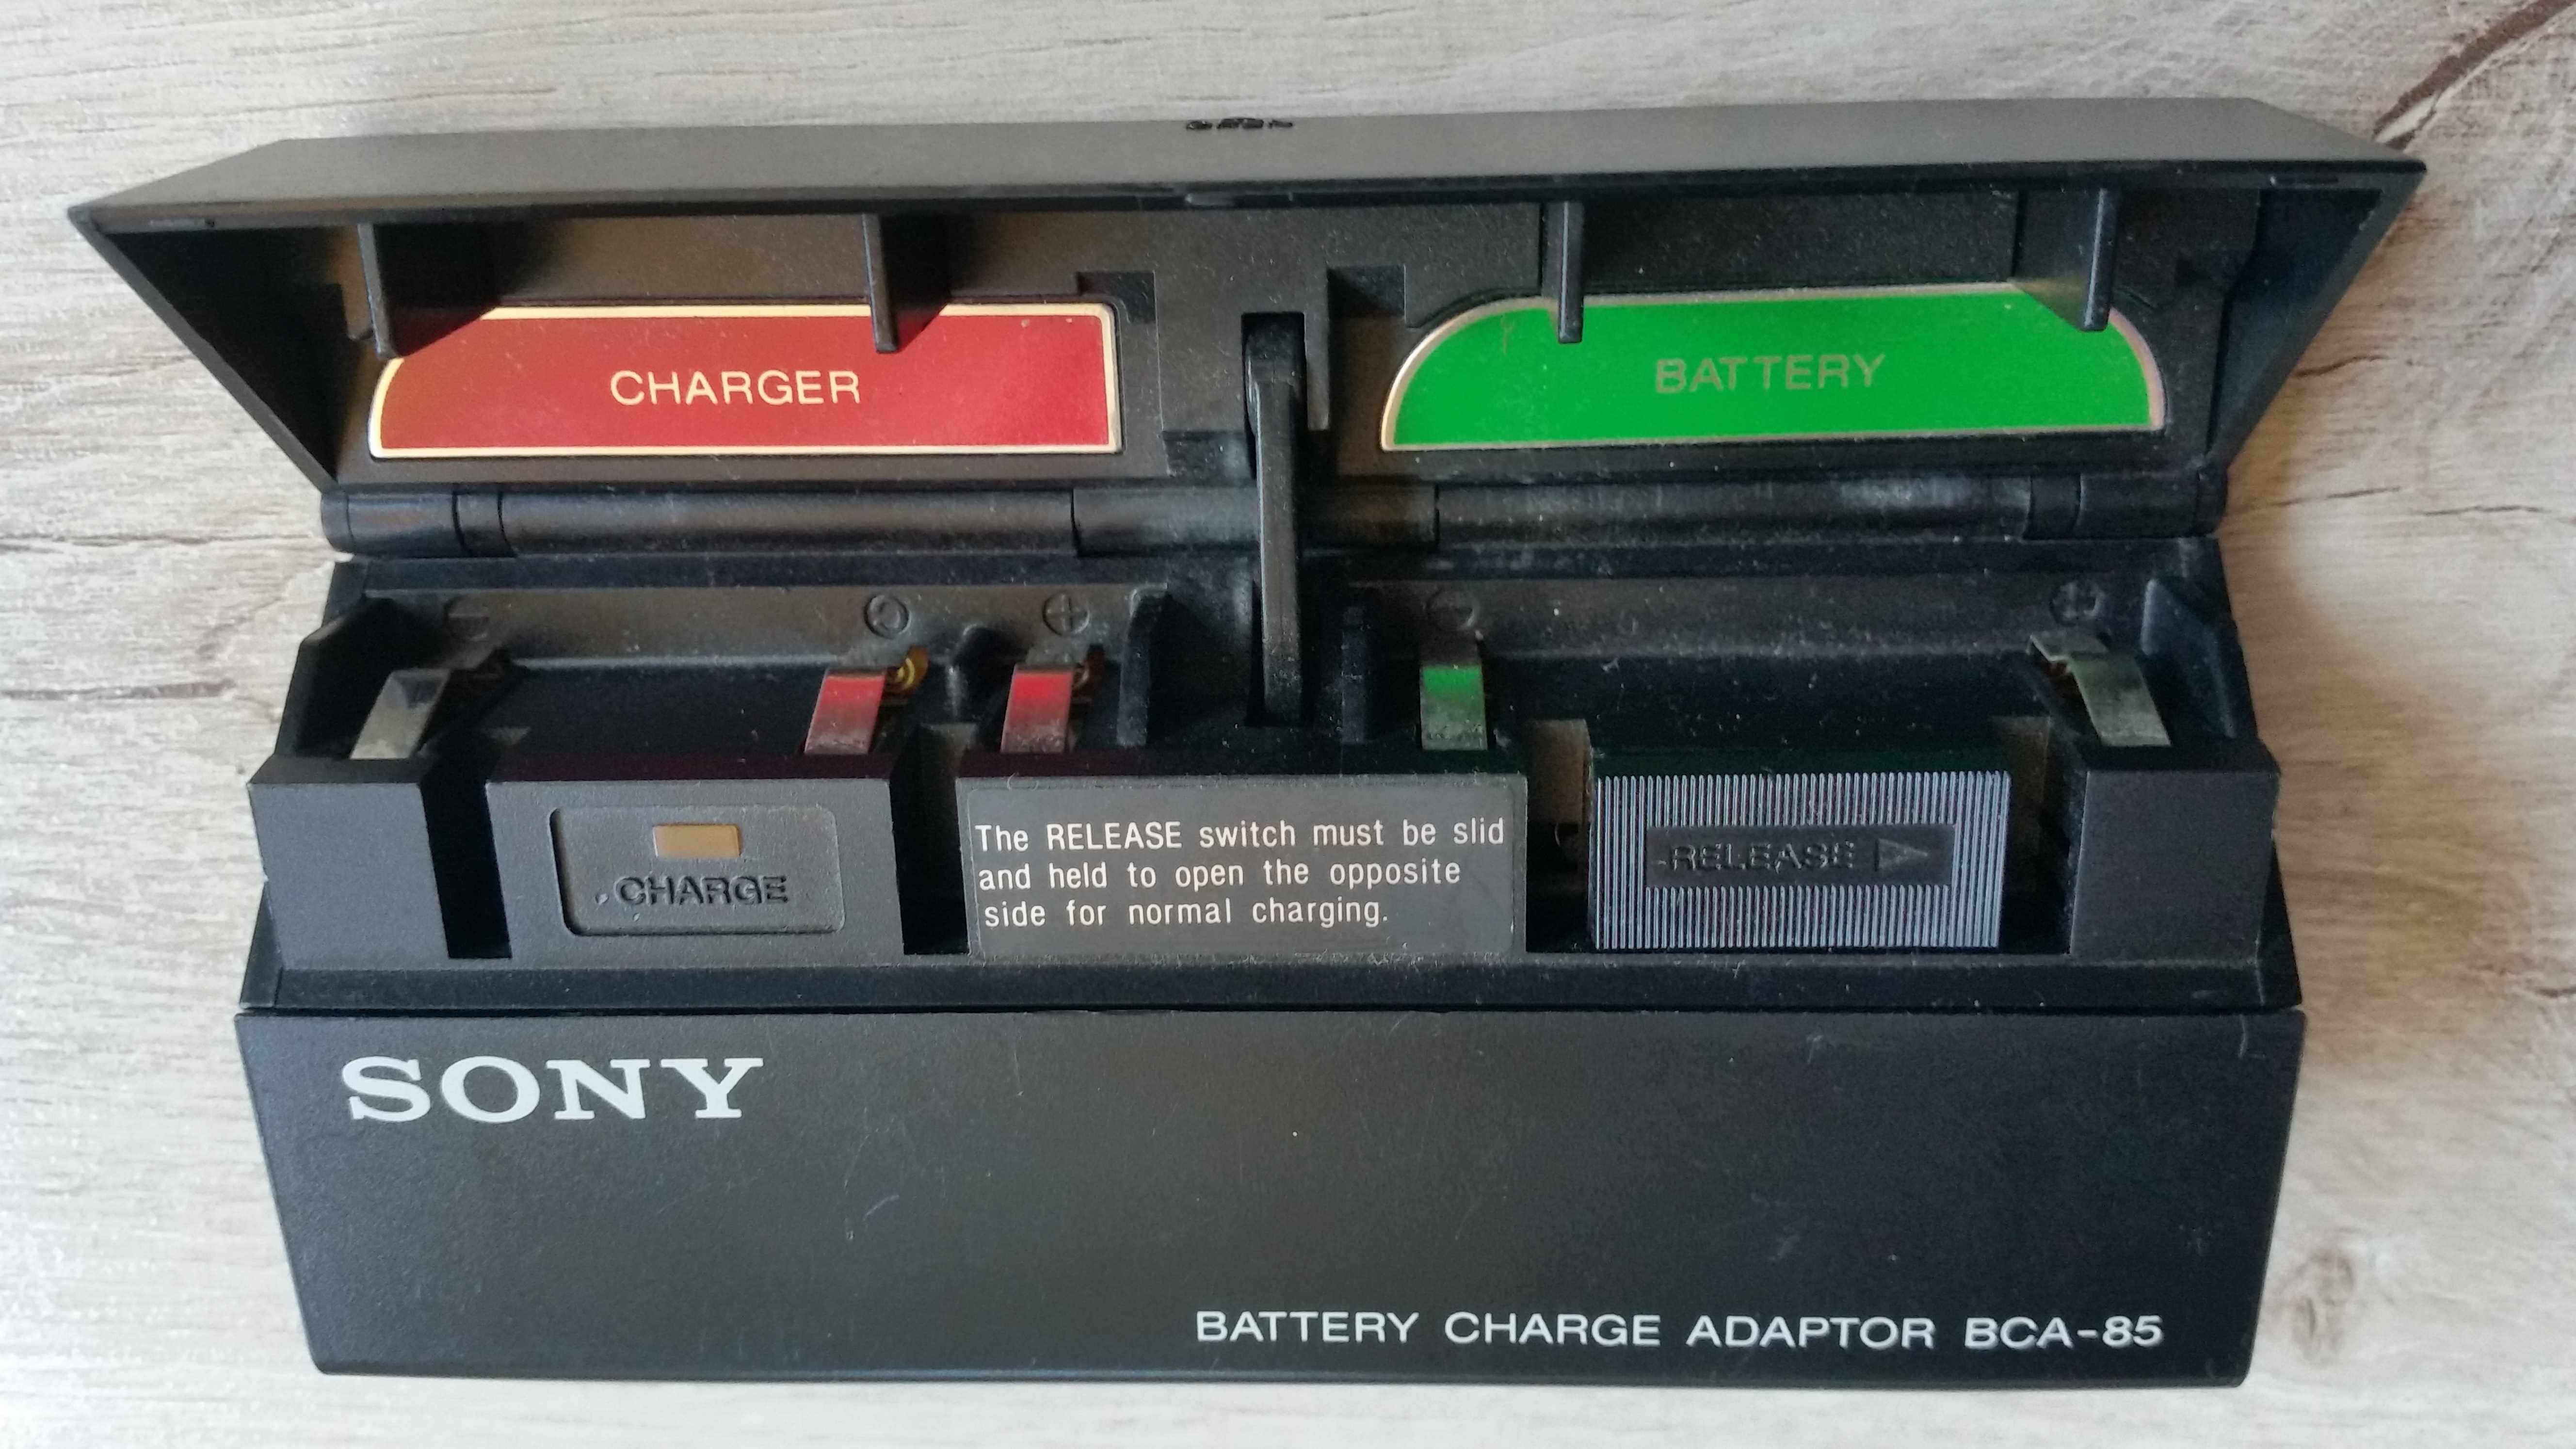 OPEN
CHARGER
BATTERY
CHARGE
The RELEASE switch must be slid
and held to open the opposite
side for normal charging.
RELEASE
SONY
BATTERY CHARGE ADAPTOR BCA-85